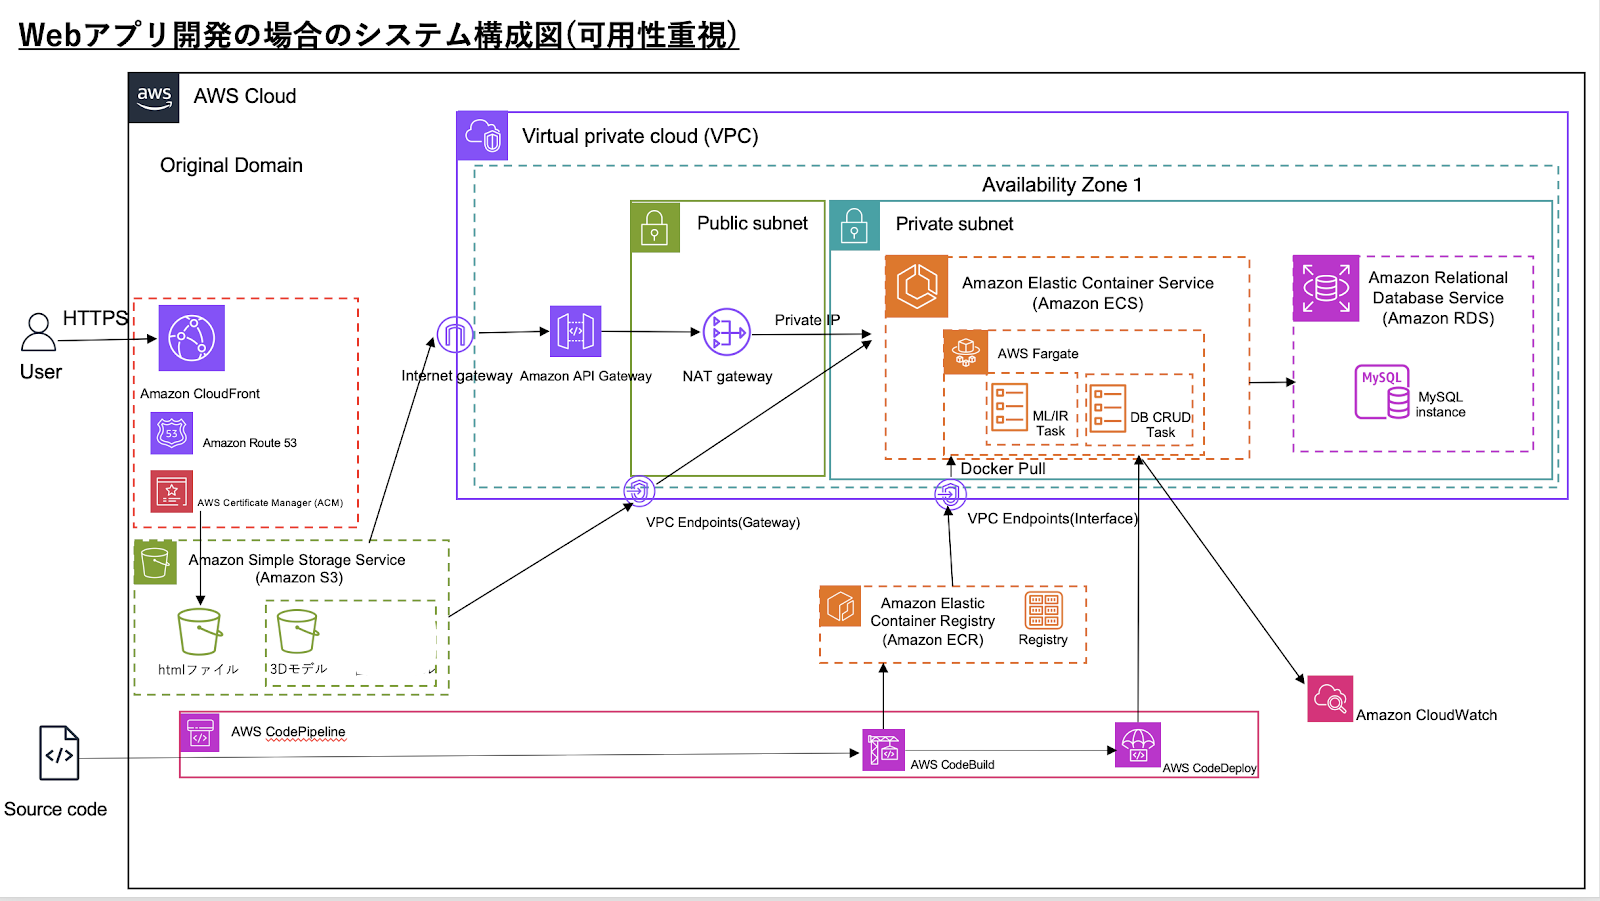 Webアプリ開発の場合のシステム構成図(可用性重視)
aws
AWS Cloud
Original Domain
Virtual private cloud (VPC)
Availability Zone 1
Public subnet
Private subnet
Amazon Elastic Container Service
(Amazon ECS)
Amazon Relational
Database Service
(Amazon RDS)
HTTPS
User
Amazon CloudFront
53
Amazon Route 53
AWS Certificate Manager (ACM)
Internet gateway
Amazon API Gateway
NAT gateway
Private IP
AWS Fargate
ML/IR
Task
DB CRUD
Task
MySQL
MySQL
instance
Docker Pull
VPC Endpoints(Gateway)
VPC Endpoints(Interface)
Amazon Simple Storage Service
(Amazon S3)
htmlファイル
3Dモデル
Amazon Elastic
Container Registry
(Amazon ECR)
Registry
Amazon CloudWatch
AWS CodePipeline
AWS CodeBuild
AWS CodeDeploy
Source code